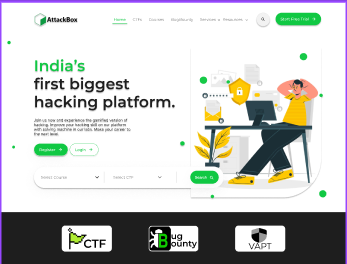 AttackBox
Home CTFs Courses BugBounty Services Resources Start Free Trial
India's
first biggest
hacking platform.
Join us now and experience the gamified version of
hacking. Improve your hacking skill on our platform
with solving machine in our labs. Make your career to
the next level.
Register Login
Select Course Select CTF Search
CTF
Bug
Bounty
VAPT